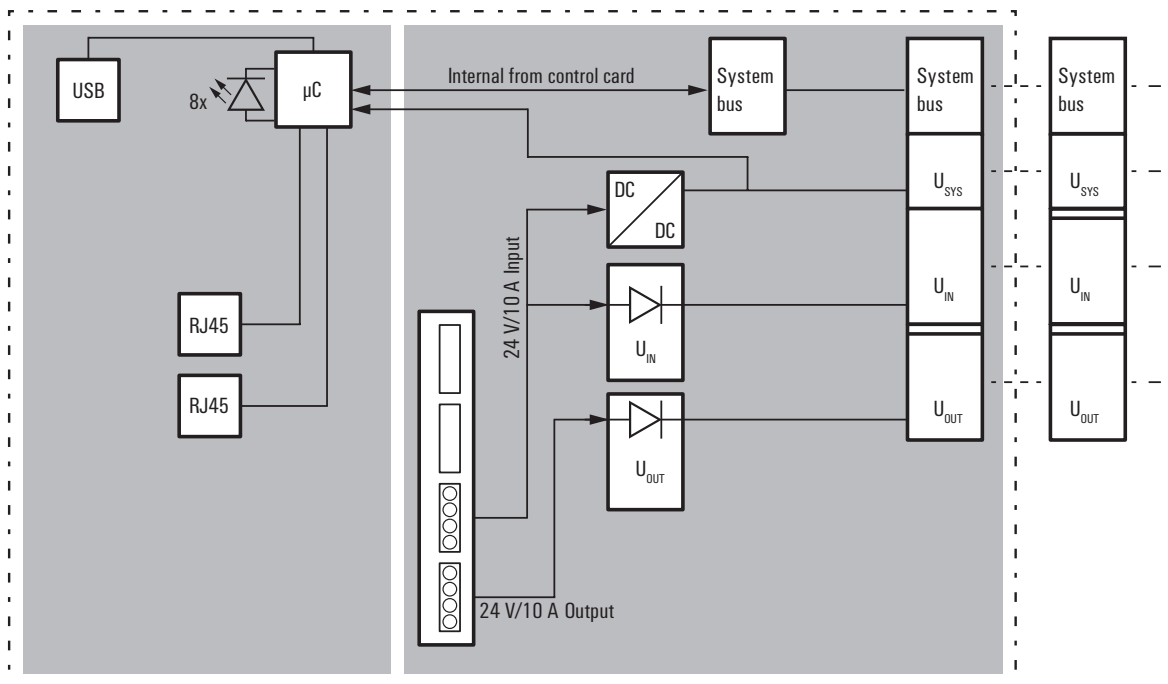 USB
8x
µC
Internal from control card
System
bus
System
bus
System
bus
DC
DC
U_SYS
U_SYS
24 V/10 A Input
U_IN
U_IN
U_IN
RJ45
RJ45
U_OUT
U_OUT
U_OUT
24 V/10 A Output